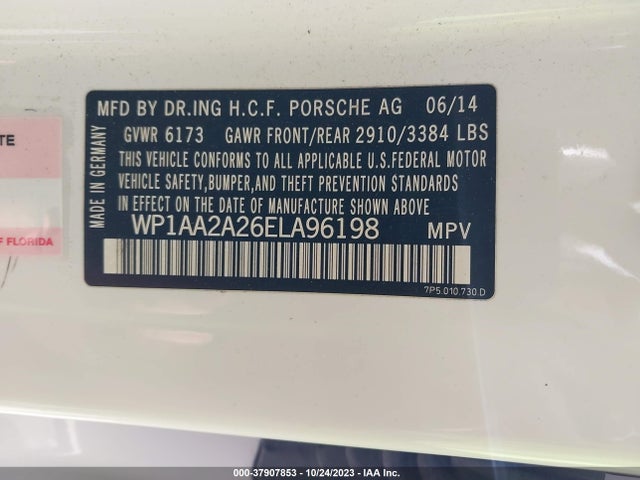 MFD BY DR.ING H.C.F. PORSCHE AG 06/14
GVWR 6173 GAWR FRONT/REAR 2910/3384 LBS
THIS VEHICLE CONFORMS TO ALL APPLICABLE U.S.FEDERAL MOTOR
VEHICLE SAFETY,BUMPER,AND THEFT PREVENTION STANDARDS
IN EFFECT ON THE DATE OF MANUFACTURE SHOWN ABOVE.
WP1AA2A26ELA96198 MPV
MADE IN GERMANY
7P5.010.730.D
TE
F FLORIDA
000-37907853 - 10/24/2023 - IAA Inc.